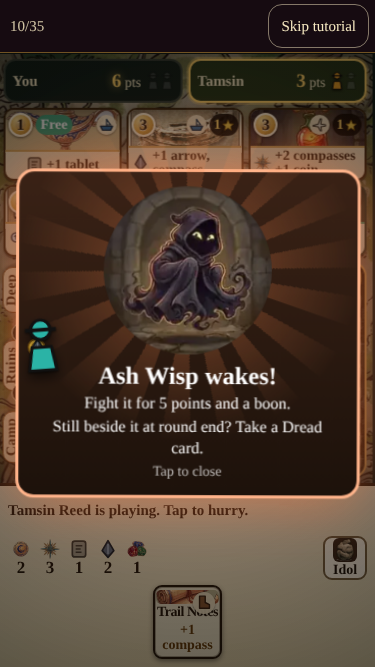 10/35
Skip tutorial
You 6 pts
Tamsin 3 pts
1 Free
3 1★
3 1★
+1 tablet
+1 arrow,
compass
+2 compasses
+1 coin
Deep
Ruins
Camp
Ash Wisp wakes!
Fight it for 5 points and a boon.
Still beside it at round end? Take a Dread
card.
Tap to close
Tamsin Reed is playing. Tap to hurry.
2 3 1 2 1
Idol
Trail Notes
+1
compass